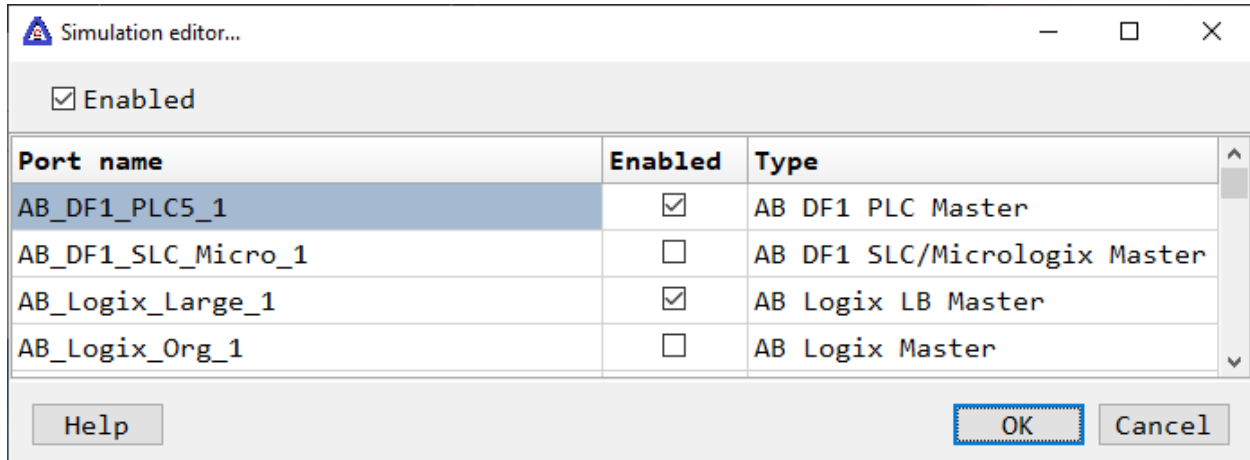 Simulation editor...
Enabled
Port name Enabled Type
AB_DF1_PLC5_1 AB DF1 PLC Master
AB_DF1_SLC_Micro_1 AB DF1 SLC/Micrologix Master
AB_Logix_Large_1 AB Logix LB Master
AB_Logix_Org_1 AB Logix Master
Help OK Cancel